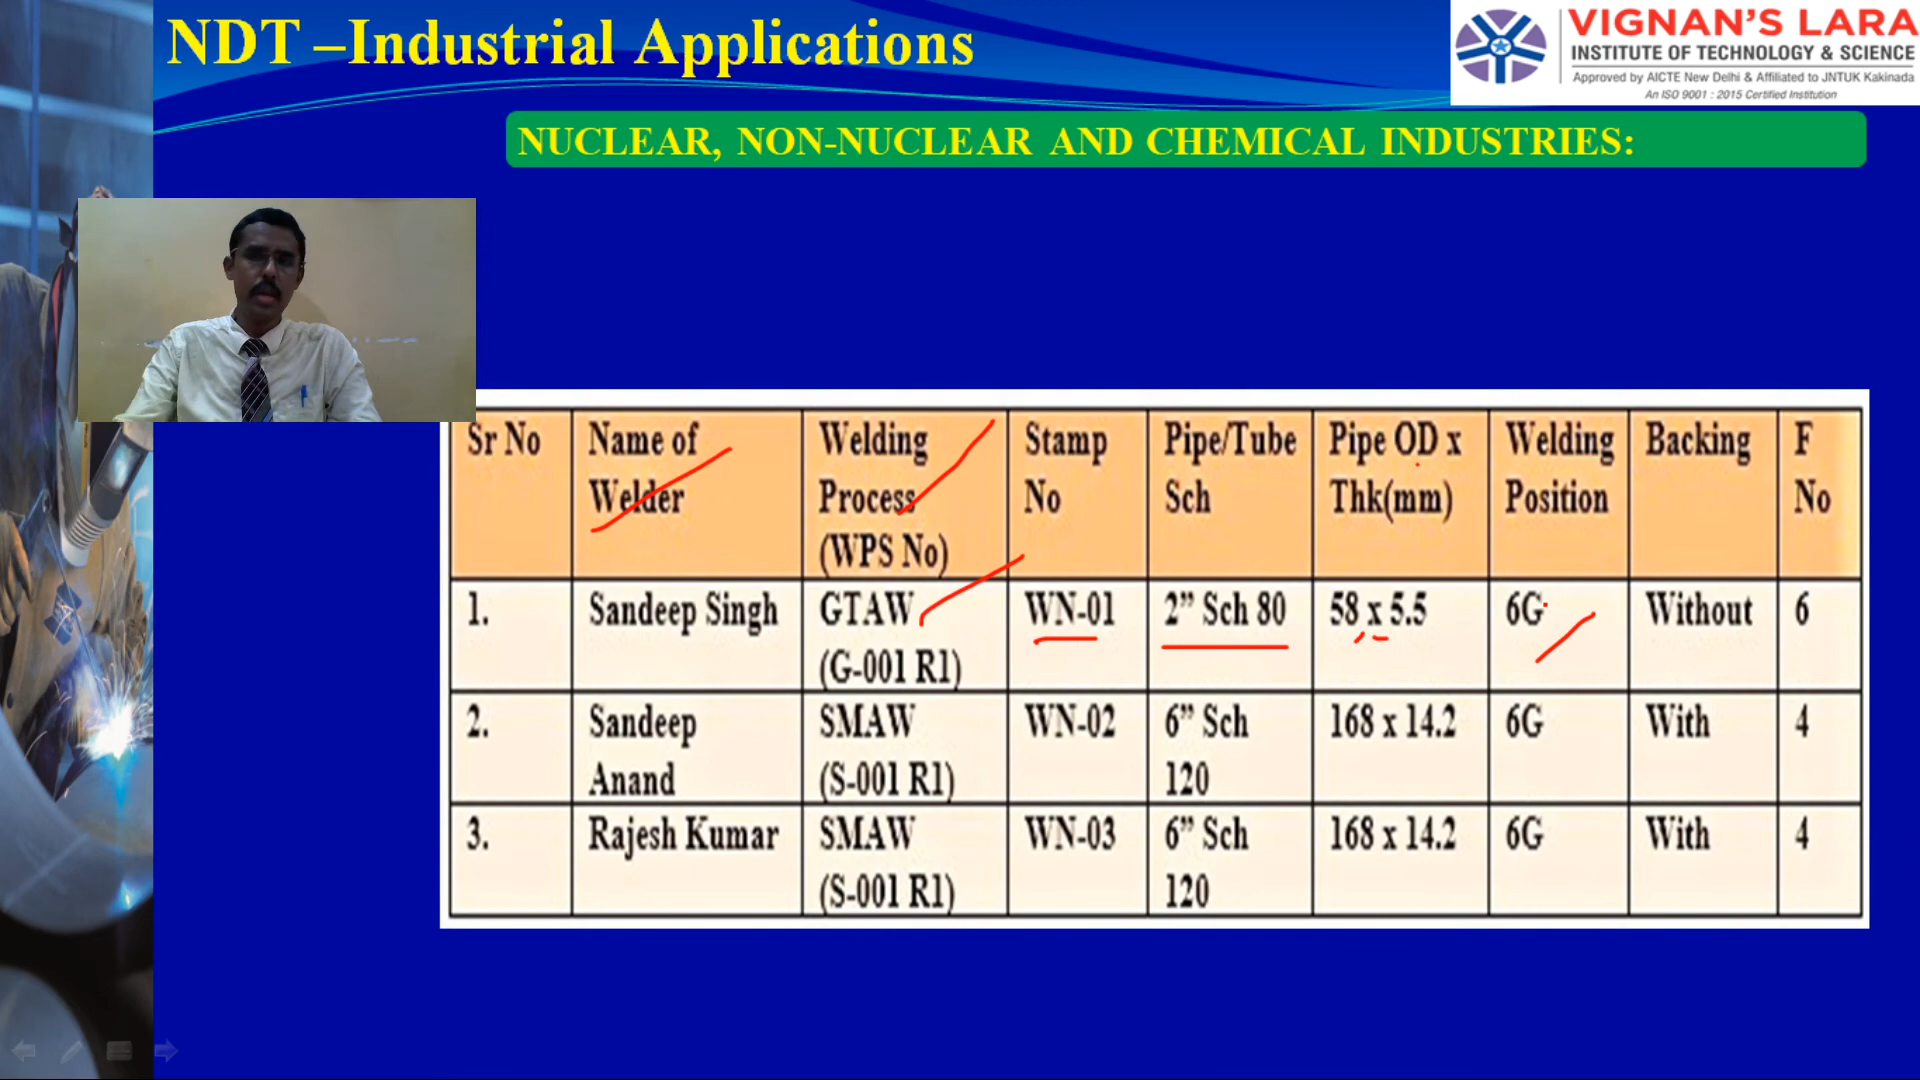 NDT –Industrial Applications
VIGNAN'S LARA
INSTITUTE OF TECHNOLOGY & SCIENCE
Approved by AICTE New Delhi & Affiliated to JNTUK Kakinada
An ISO 9001 : 2015 Certified Institution
NUCLEAR, NON-NUCLEAR AND CHEMICAL INDUSTRIES:
Sr No
Name of
Welder
Welding
Process
(WPS No)
Stamp
No
Pipe/Tube
Sch
Pipe OD x
Thk(mm)
Welding
Position
Backing
F
No
1.
Sandeep Singh
GTAW
(G-001 R1)
WN-01
2” Sch 80
58 x 5.5
6G
Without
6
2.
Sandeep
Anand
SMAW
(S-001 R1)
WN-02
6” Sch
120
168 x 14.2
6G
With
4
3.
Rajesh Kumar
SMAW
(S-001 R1)
WN-03
6” Sch
120
168 x 14.2
6G
With
4